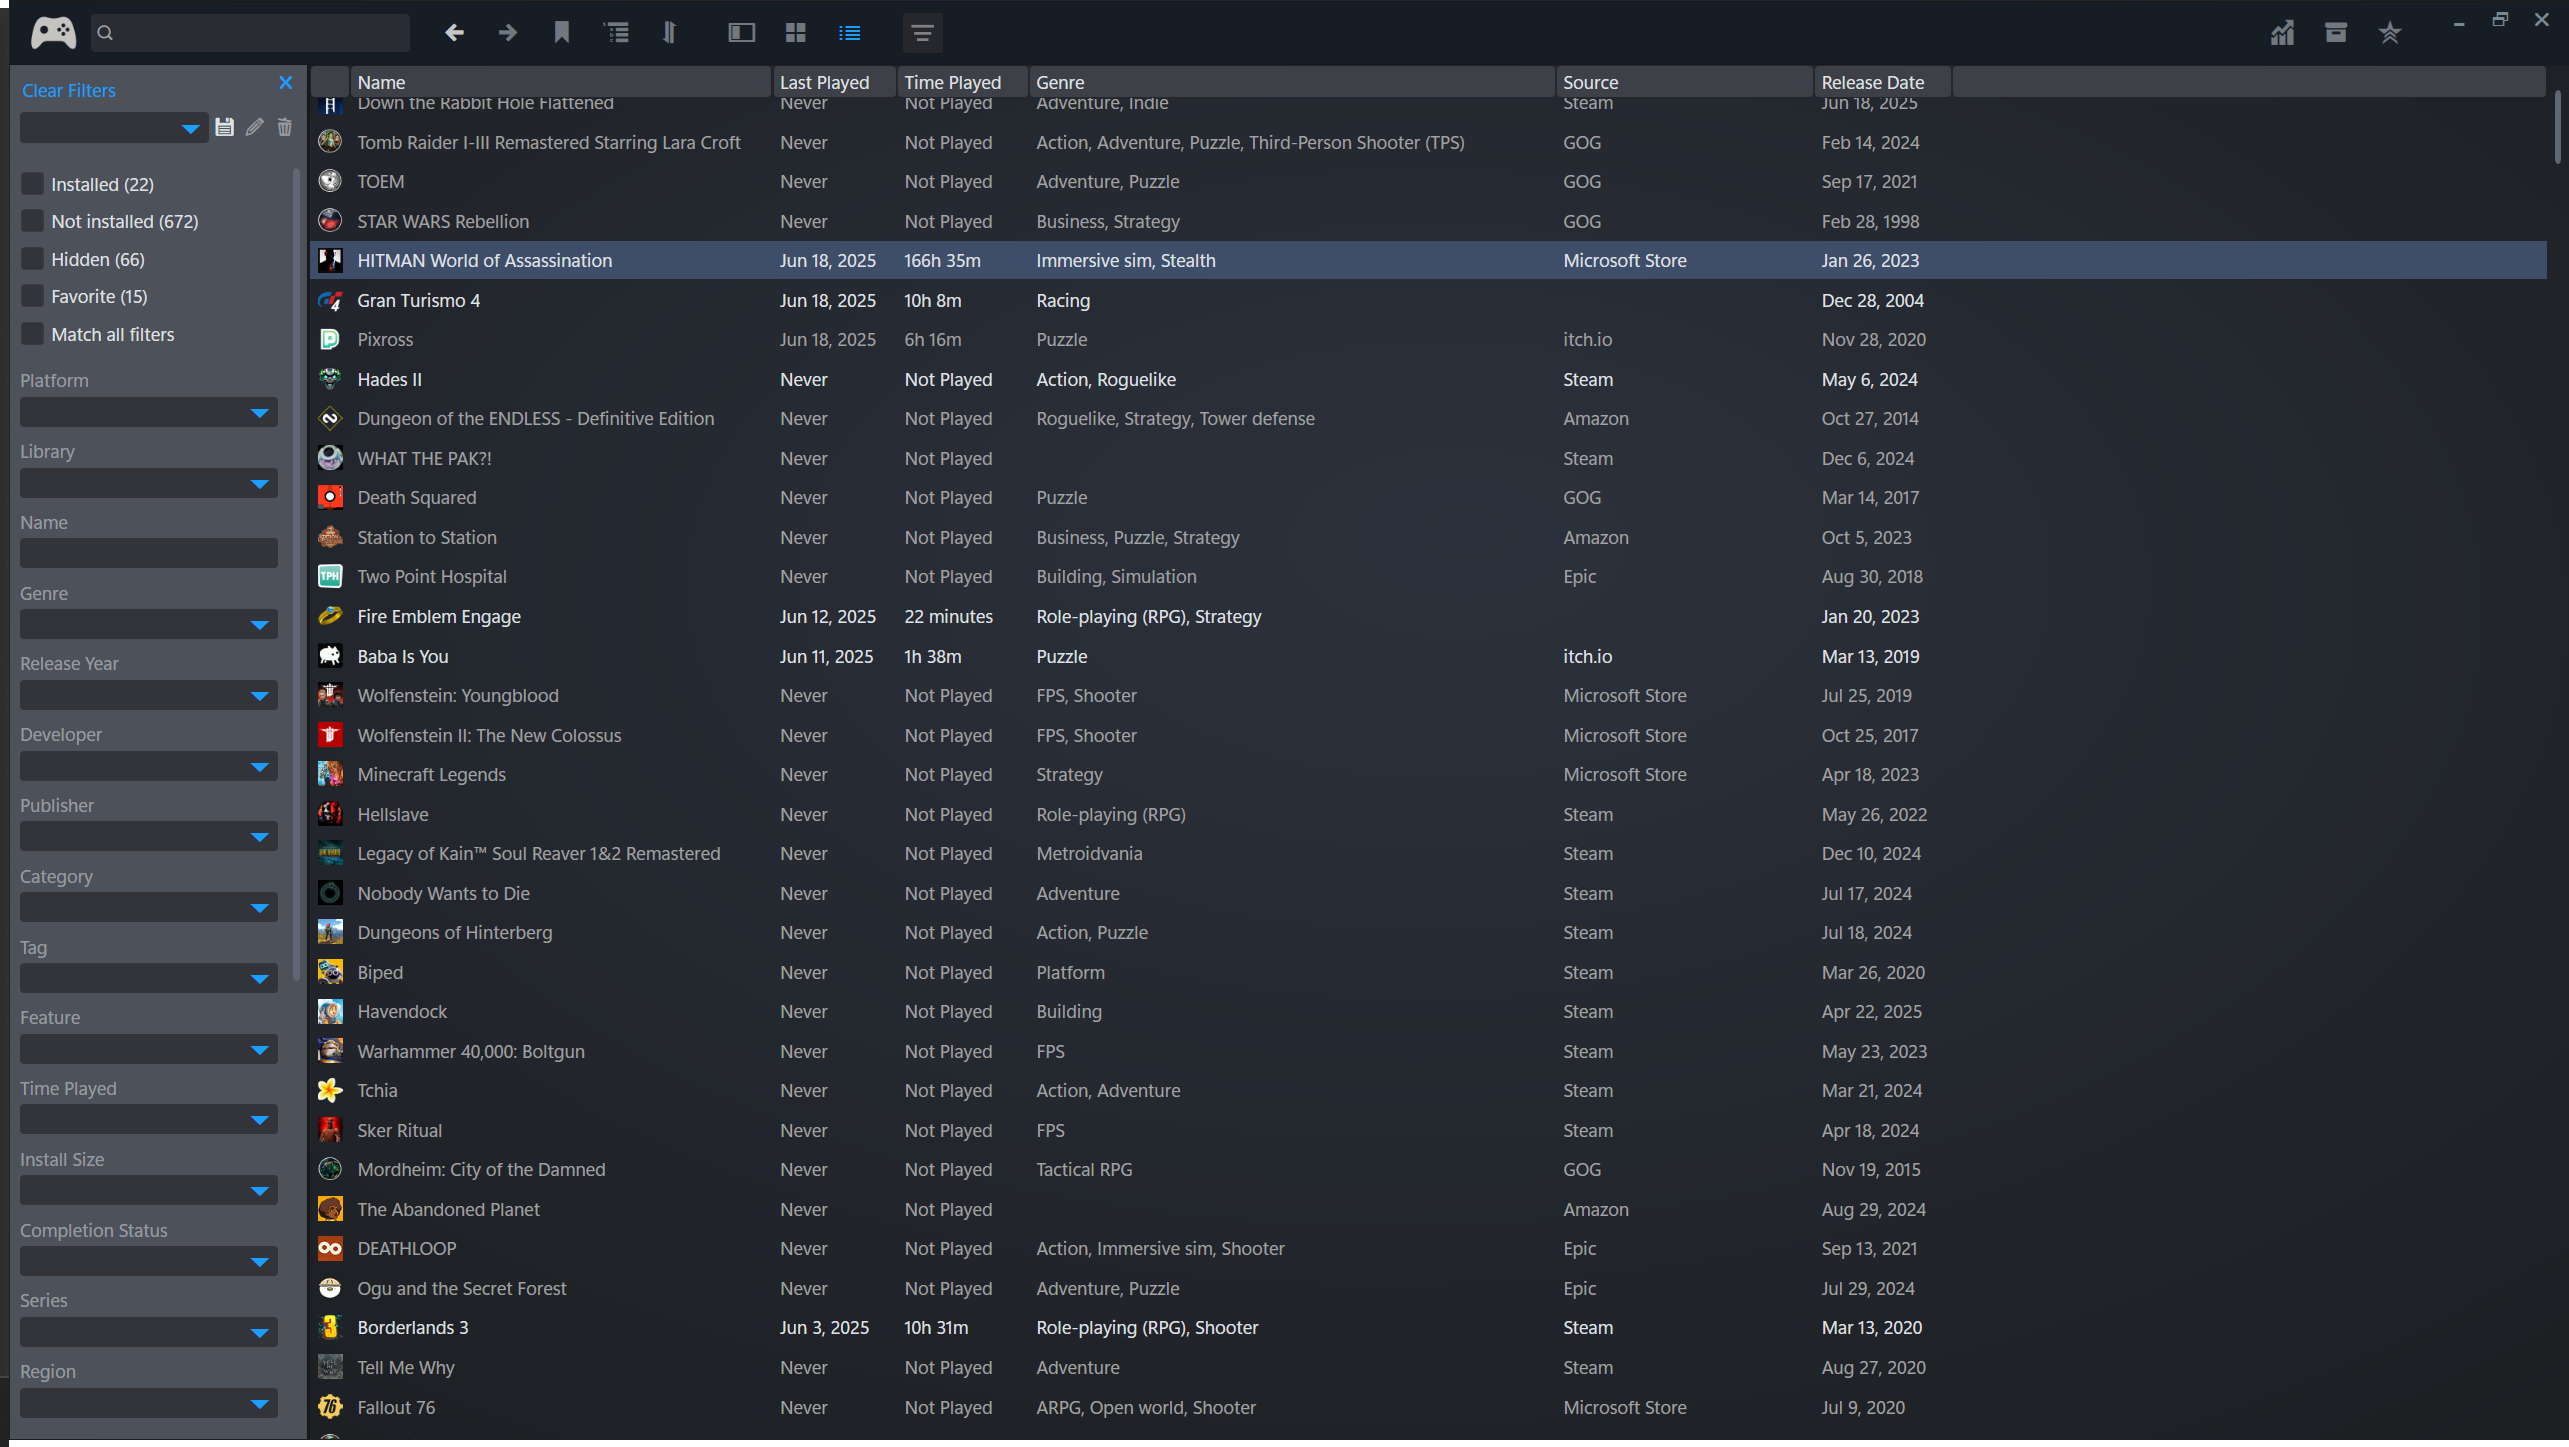 Clear Filters
Installed (22)
Not installed (672)
Hidden (66)
Favorite (15)
Match all filters
Platform
Library
Name
Genre
Release Year
Developer
Publisher
Category
Tag
Feature
Time Played
Install Size
Completion Status
Series
Region
Name Last Played Time Played Genre Source Release Date
Down the Rabbit Hole Flattened Never Not Played Adventure, Indie Steam Jun 18, 2025
Tomb Raider I-III Remastered Starring Lara Croft Never Not Played Action, Adventure, Puzzle, Third-Person Shooter (TPS) GOG Feb 14, 2024
TOEM Never Not Played Adventure, Puzzle GOG Sep 17, 2021
STAR WARS Rebellion Never Not Played Business, Strategy GOG Feb 28, 1998
HITMAN World of Assassination Jun 18, 2025 166h 35m Immersive sim, Stealth Microsoft Store Jan 26, 2023
Gran Turismo 4 Jun 18, 2025 10h 8m Racing Dec 28, 2004
Pixross Jun 18, 2025 6h 16m Puzzle itch.io Nov 28, 2020
Hades II Never Not Played Action, Roguelike Steam May 6, 2024
Dungeon of the ENDLESS - Definitive Edition Never Not Played Roguelike, Strategy, Tower defense Amazon Oct 27, 2014
WHAT THE PAK?! Never Not Played Steam Dec 6, 2024
Death Squared Never Not Played Puzzle GOG Mar 14, 2017
Station to Station Never Not Played Business, Puzzle, Strategy Amazon Oct 5, 2023
TPH Two Point Hospital Never Not Played Building, Simulation Epic Aug 30, 2018
Fire Emblem Engage Jun 12, 2025 22 minutes Role-playing (RPG), Strategy Jan 20, 2023
Baba Is You Jun 11, 2025 1h 38m Puzzle itch.io Mar 13, 2019
Wolfenstein: Youngblood Never Not Played FPS, Shooter Microsoft Store Jul 25, 2019
Wolfenstein II: The New Colossus Never Not Played FPS, Shooter Microsoft Store Oct 25, 2017
Minecraft Legends Never Not Played Strategy Microsoft Store Apr 18, 2023
Hellslave Never Not Played Role-playing (RPG) Steam May 26, 2022
Legacy of Kain™ Soul Reaver 1&2 Remastered Never Not Played Metroidvania Steam Dec 10, 2024
Nobody Wants to Die Never Not Played Adventure Steam Jul 17, 2024
Dungeons of Hinterberg Never Not Played Action, Puzzle Steam Jul 18, 2024
Biped Never Not Played Platform Steam Mar 26, 2020
Havendock Never Not Played Building Steam Apr 22, 2025
Warhammer 40,000: Boltgun Never Not Played FPS Steam May 23, 2023
Tchia Never Not Played Action, Adventure Steam Mar 21, 2024
Sker Ritual Never Not Played FPS Steam Apr 18, 2024
Mordheim: City of the Damned Never Not Played Tactical RPG GOG Nov 19, 2015
The Abandoned Planet Never Not Played Amazon Aug 29, 2024
DEATHLOOP Never Not Played Action, Immersive sim, Shooter Epic Sep 13, 2021
Ogu and the Secret Forest Never Not Played Adventure, Puzzle Epic Jul 29, 2024
3 Borderlands 3 Jun 3, 2025 10h 31m Role-playing (RPG), Shooter Steam Mar 13, 2020
Tell Me Why Never Not Played Adventure Steam Aug 27, 2020
76 Fallout 76 Never Not Played ARPG, Open world, Shooter Microsoft Store Jul 9, 2020